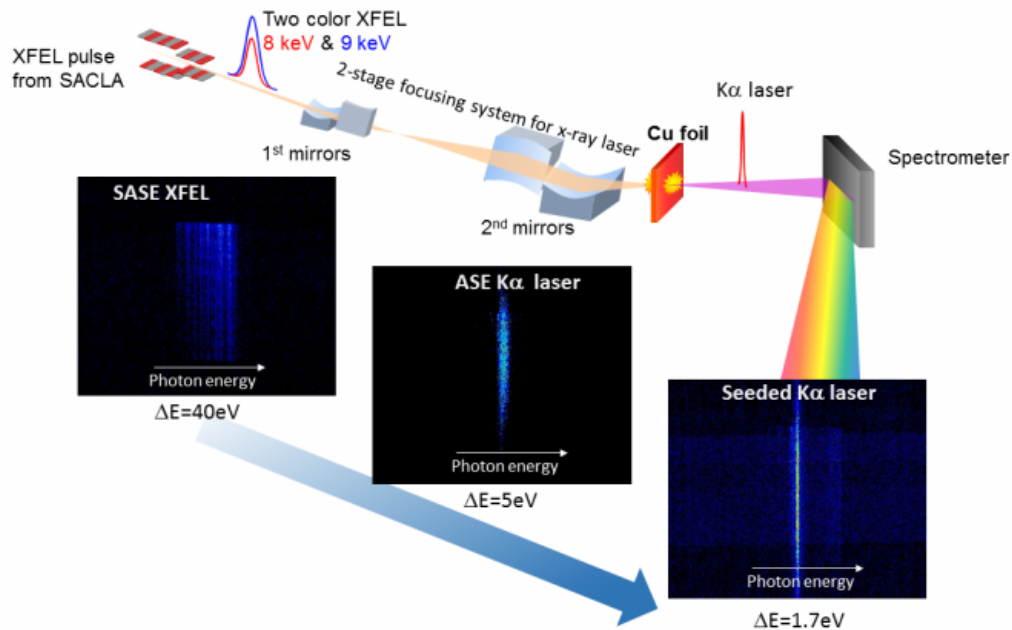 Two color XFEL
8 keV & 9 keV
XFEL pulse
from SACLA
2-stage focusing system for x-ray laser
Kα laser
Cu foil
Spectrometer
1st mirrors
2nd mirrors
SASE XFEL
Photon energy
ΔE=40eV
ASE Kα laser
Photon energy
ΔE=5eV
Seeded Kα laser
Photon energy
ΔE=1.7eV